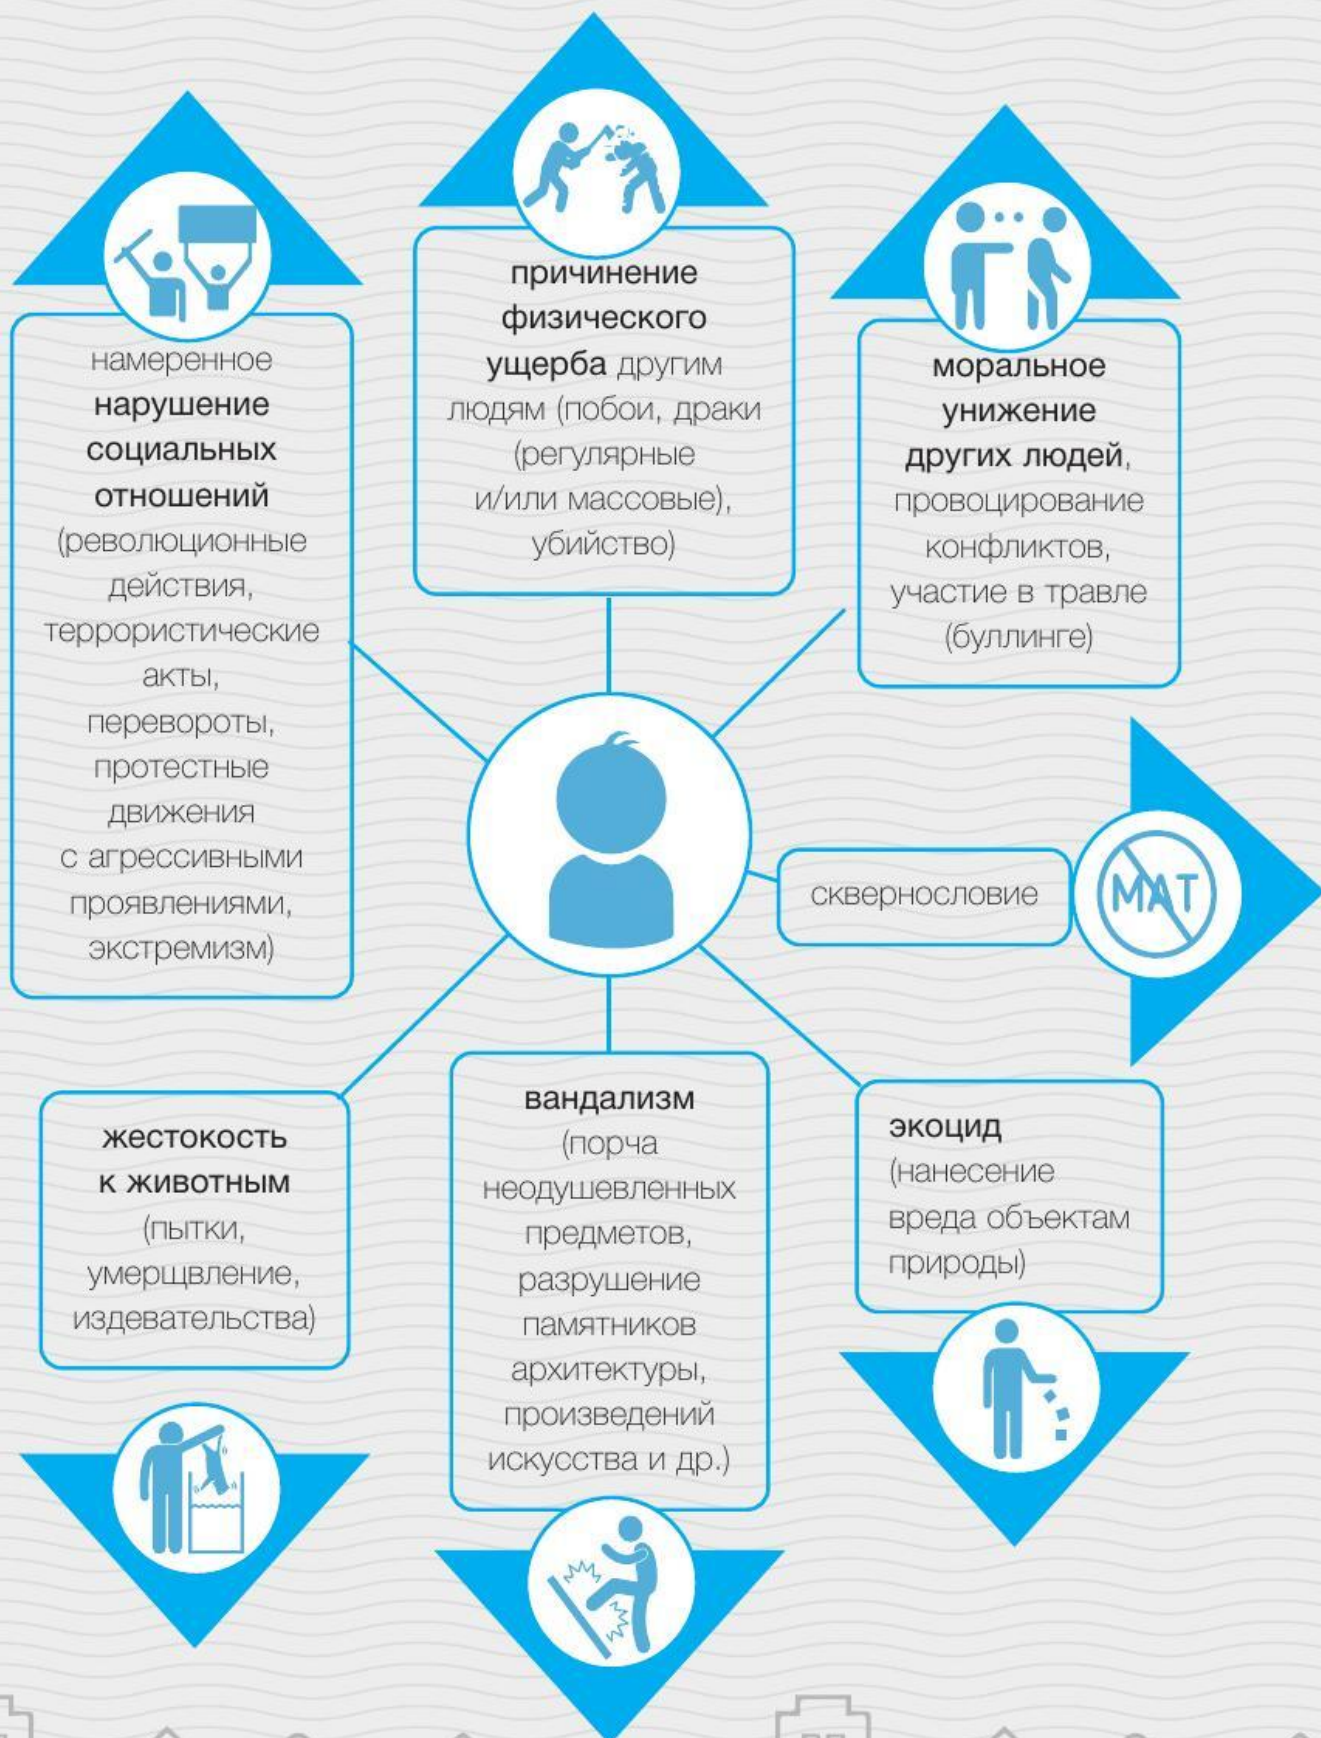 намеренное
нарушение
социальных
отношений
(революционные
действия,
террористические
акты,
перевороты,
протестные
движения
с агрессивными
проявлениями,
экстремизм)
причинение
физического
ущерба другим
людям (побои, драки
(регулярные
и/или массовые),
убийство)
моральное
унижение
других людей,
провоцирование
конфликтов,
участие в травле
(буллинге)
сквернословие
МАТ
жестокость
к животным
(пытки,
умерщвление,
издевательства)
вандализм
(порча
неодушевленных
предметов,
разрушение
памятников
архитектуры,
произведений
искусства и др.)
экоцид
(нанесение
вреда объектам
природы)